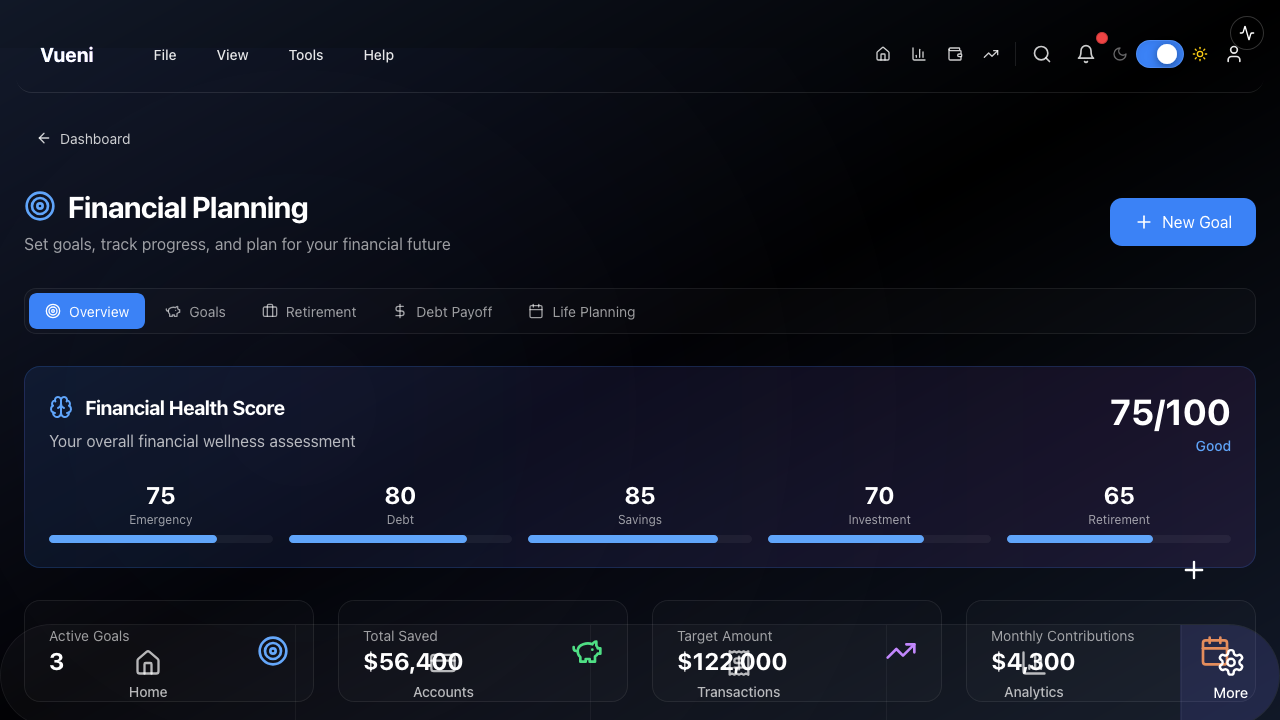 Vueni File View Tools Help
Dashboard
Financial Planning
Set goals, track progress, and plan for your financial future
New Goal
Overview Goals Retirement Debt Payoff Life Planning
Financial Health Score
Your overall financial wellness assessment
75/100
Good
75 80 85 70 65
Emergency Debt Savings Investment Retirement
Active Goals Total Saved Target Amount Monthly Contributions
3 $56,400 $122,000 $4,300
Home Accounts Transactions Analytics More